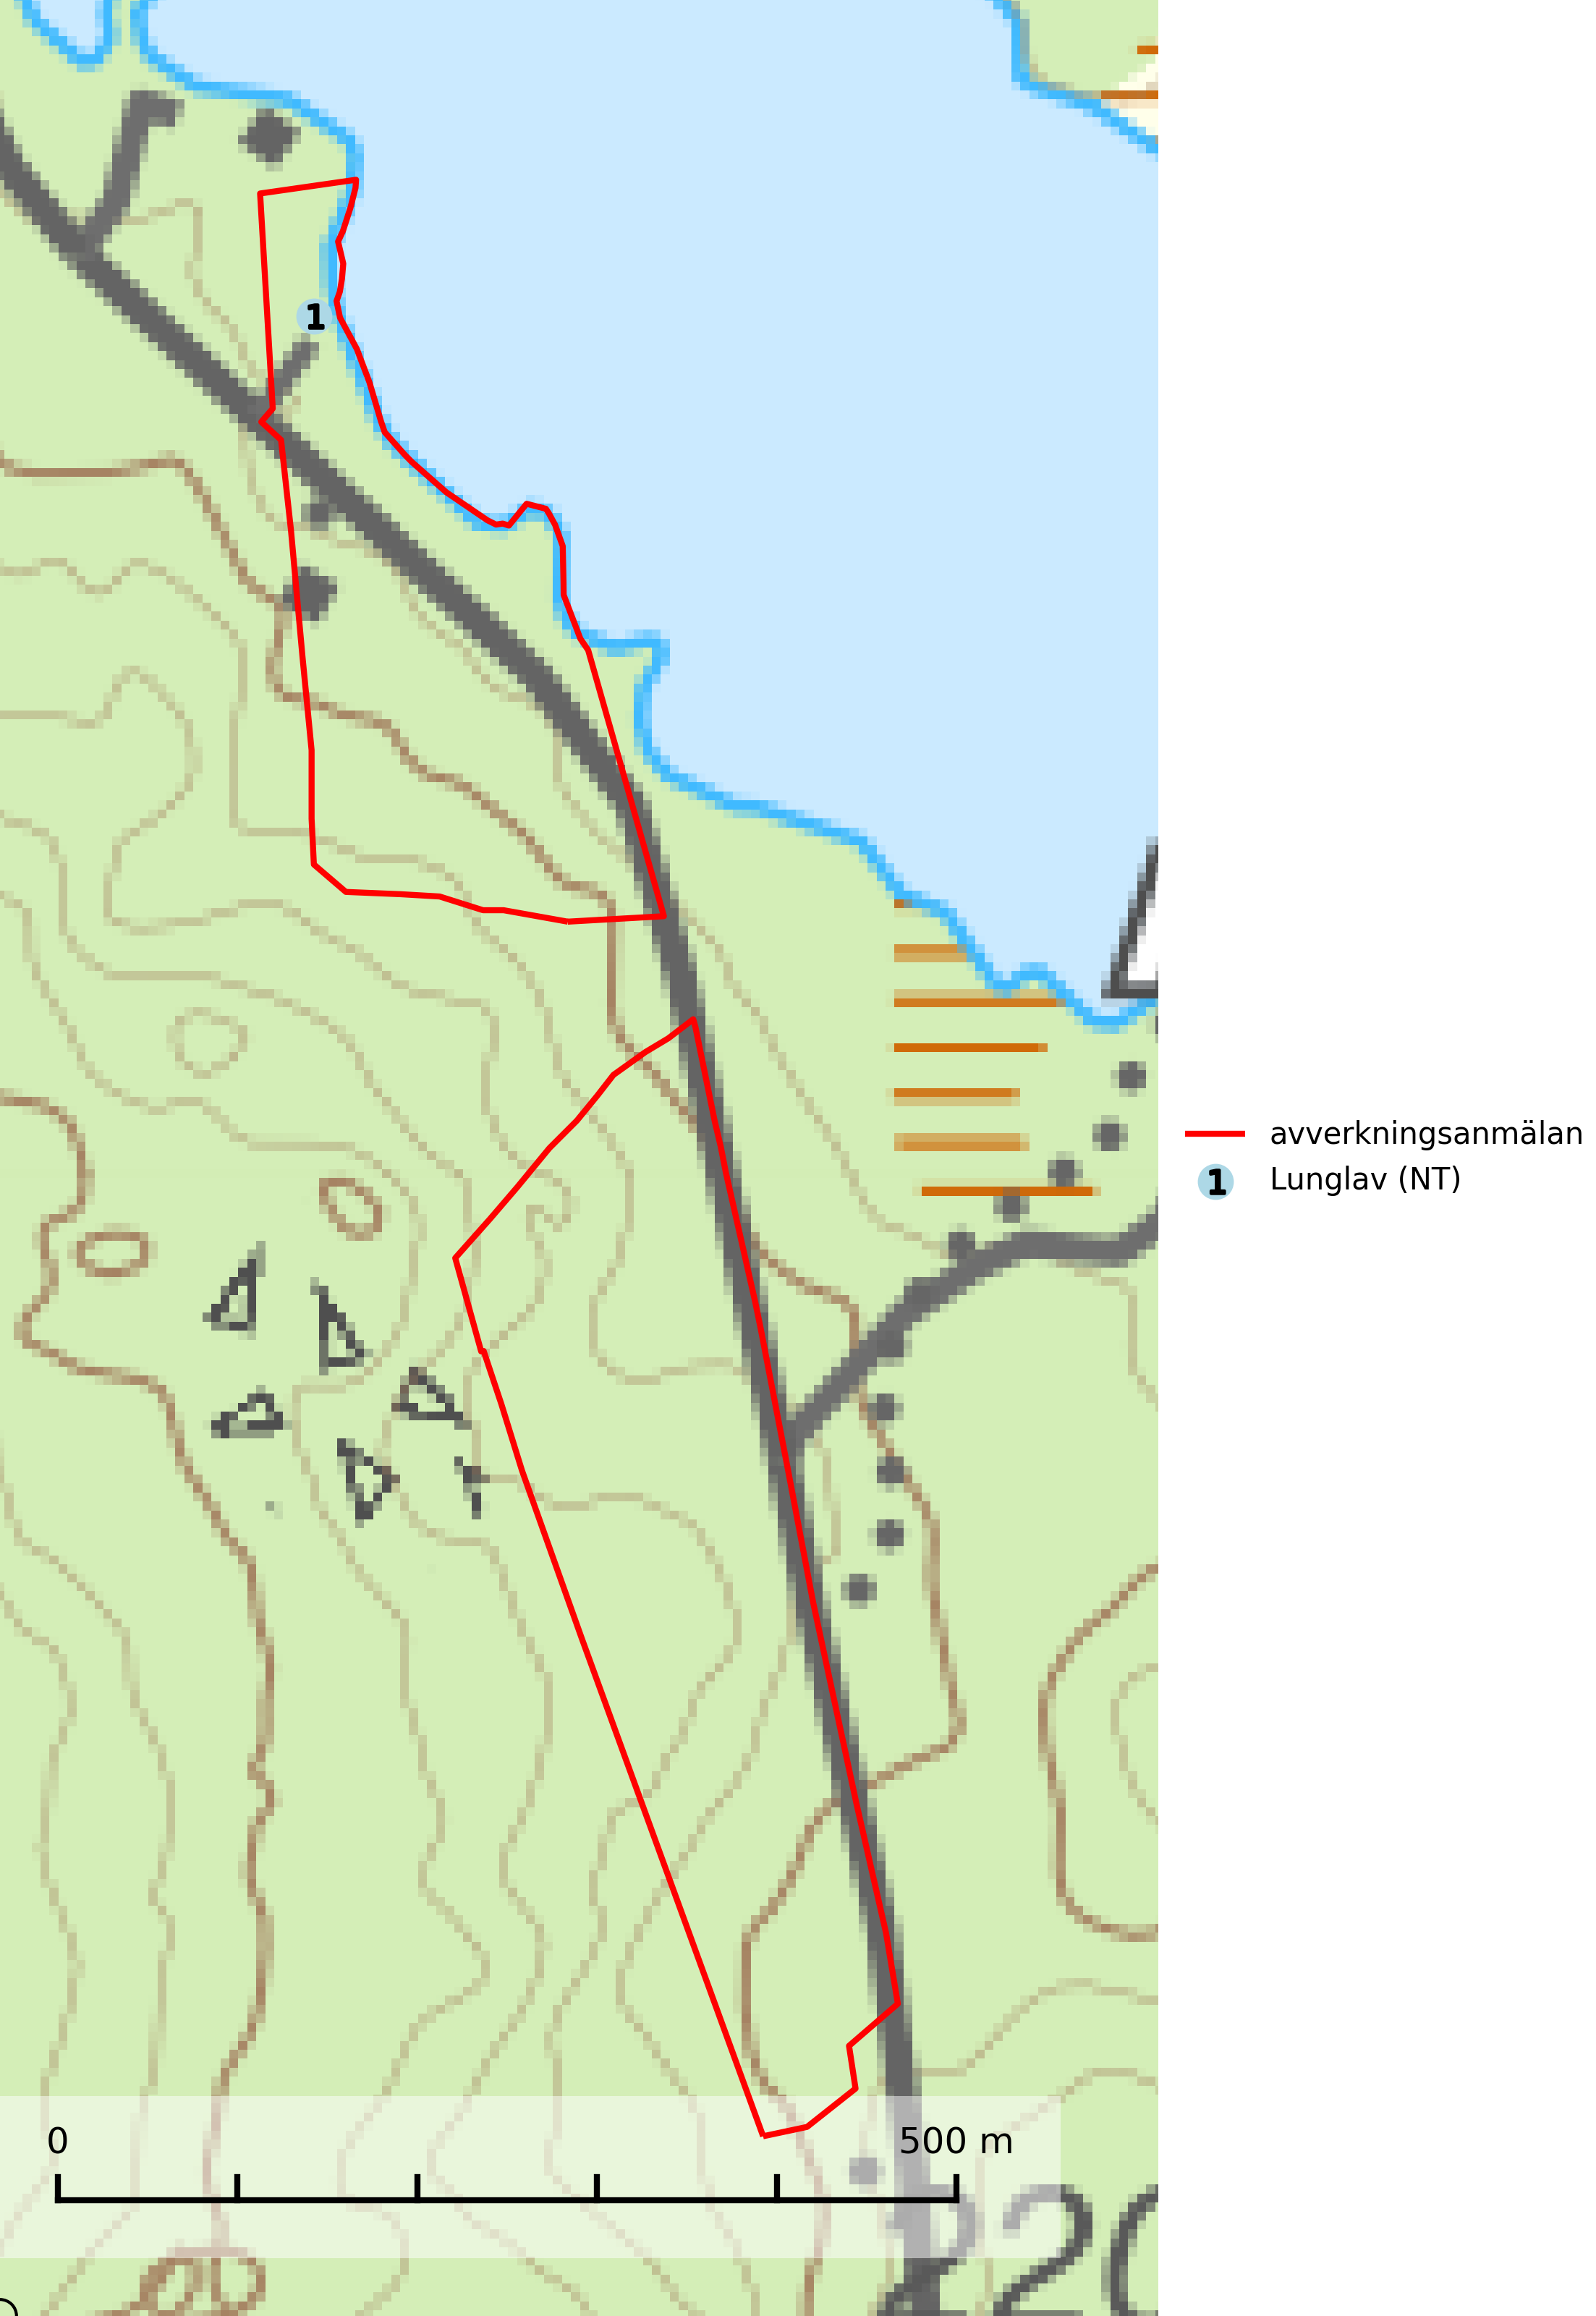 1
avverkningsanmälan
1 Lunglav (NT)
0 500 m